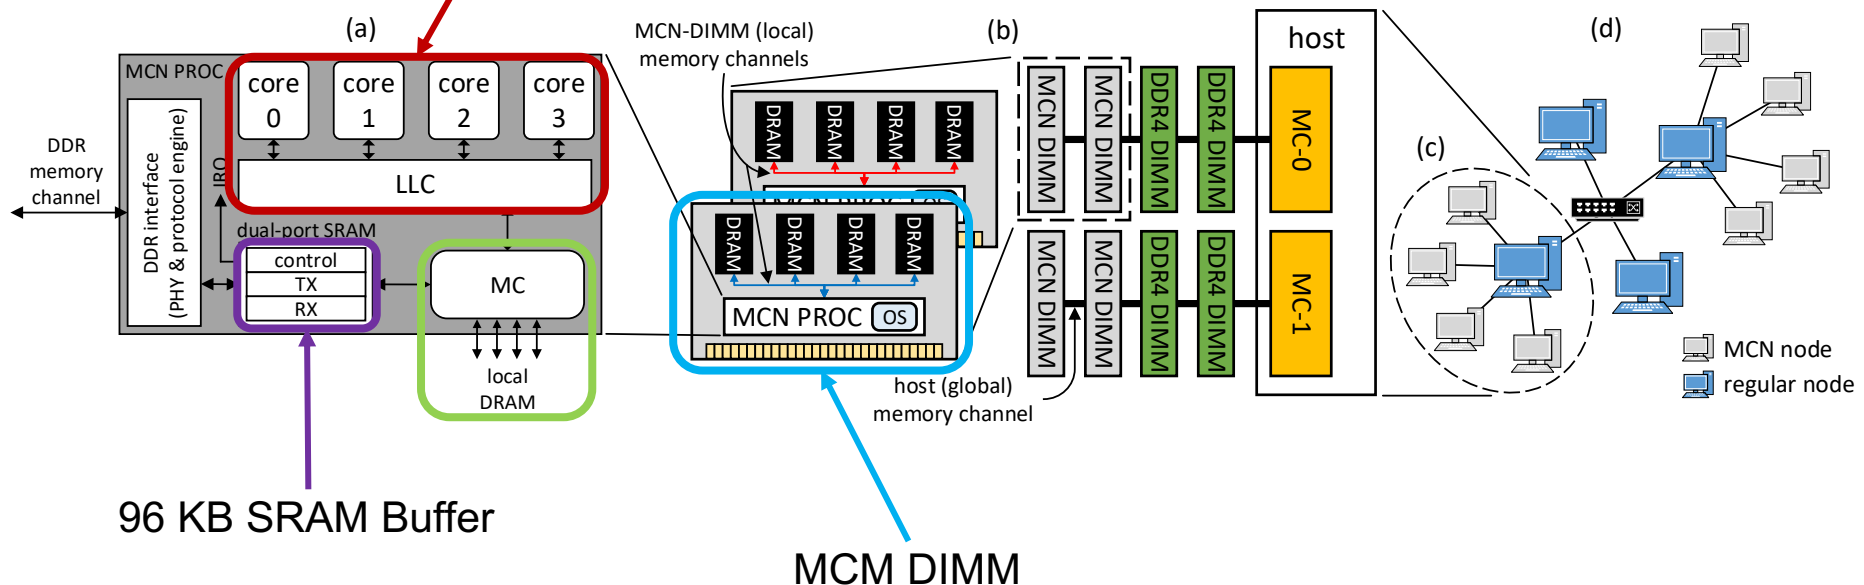 (a)
MCN PROC
core
0
core
1
core
2
core
3
LLC
IRQ
DDR
memory
channel
DDR interface
(PHY & protocol engine)
dual-port SRAM
control
TX
RX
MC
local
DRAM
96 KB SRAM Buffer
MCN-DIMM (local)
memory channels
DRAM
DRAM
DRAM
DRAM
DRAM
DRAM
DRAM
DRAM
MCN PROC
OS
MCM DIMM
(b)
MCN DIMM
MCN DIMM
DDR4 DIMM
DDR4 DIMM
host
MC-0
MCN DIMM
MCN DIMM
DDR4 DIMM
DDR4 DIMM
MC-1
host (global)
memory channel
(c)
(d)
MCN node
regular node